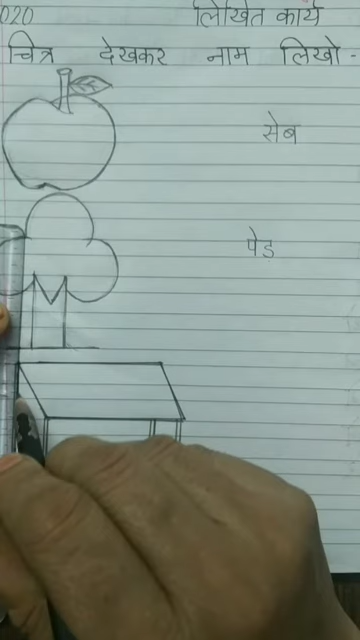 020 लिखित कार्य
चित्र देखकर नाम लिखो -
सेब
पेड